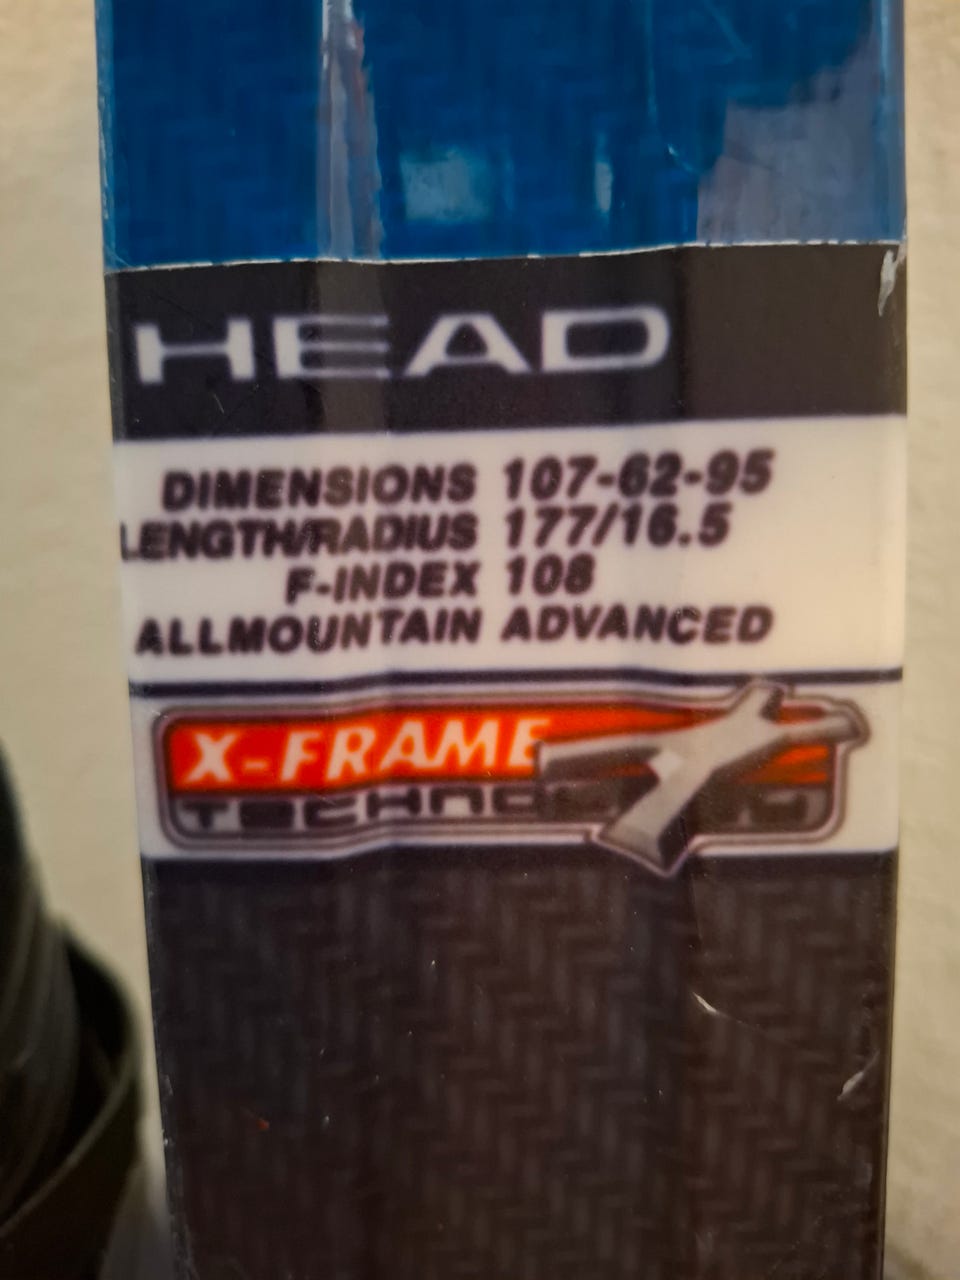 HEAD
DIMENSIONS 107-62-95
LENGTH/RADIUS 177/16.5
F-INDEX 108
ALLMOUNTAIN ADVANCED
X-FRAME